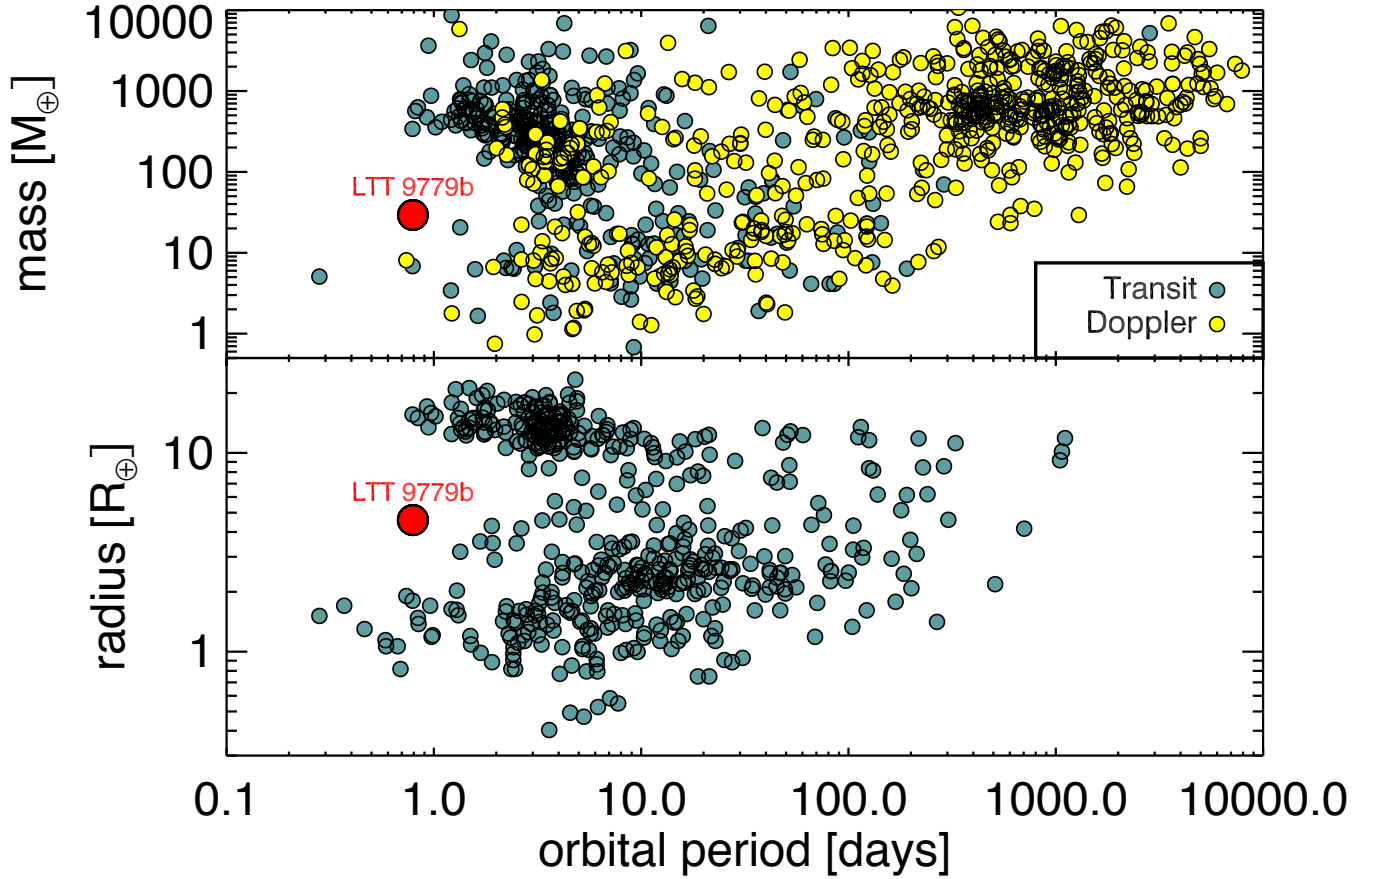 10000
1000
100
10
1
mass [M⊕]
LTT 9779b
Transit
Doppler
10
1
radius [R⊕]
LTT 9779b
0.1 1.0 10.0 100.0 1000.0 10000.0
orbital period [days]